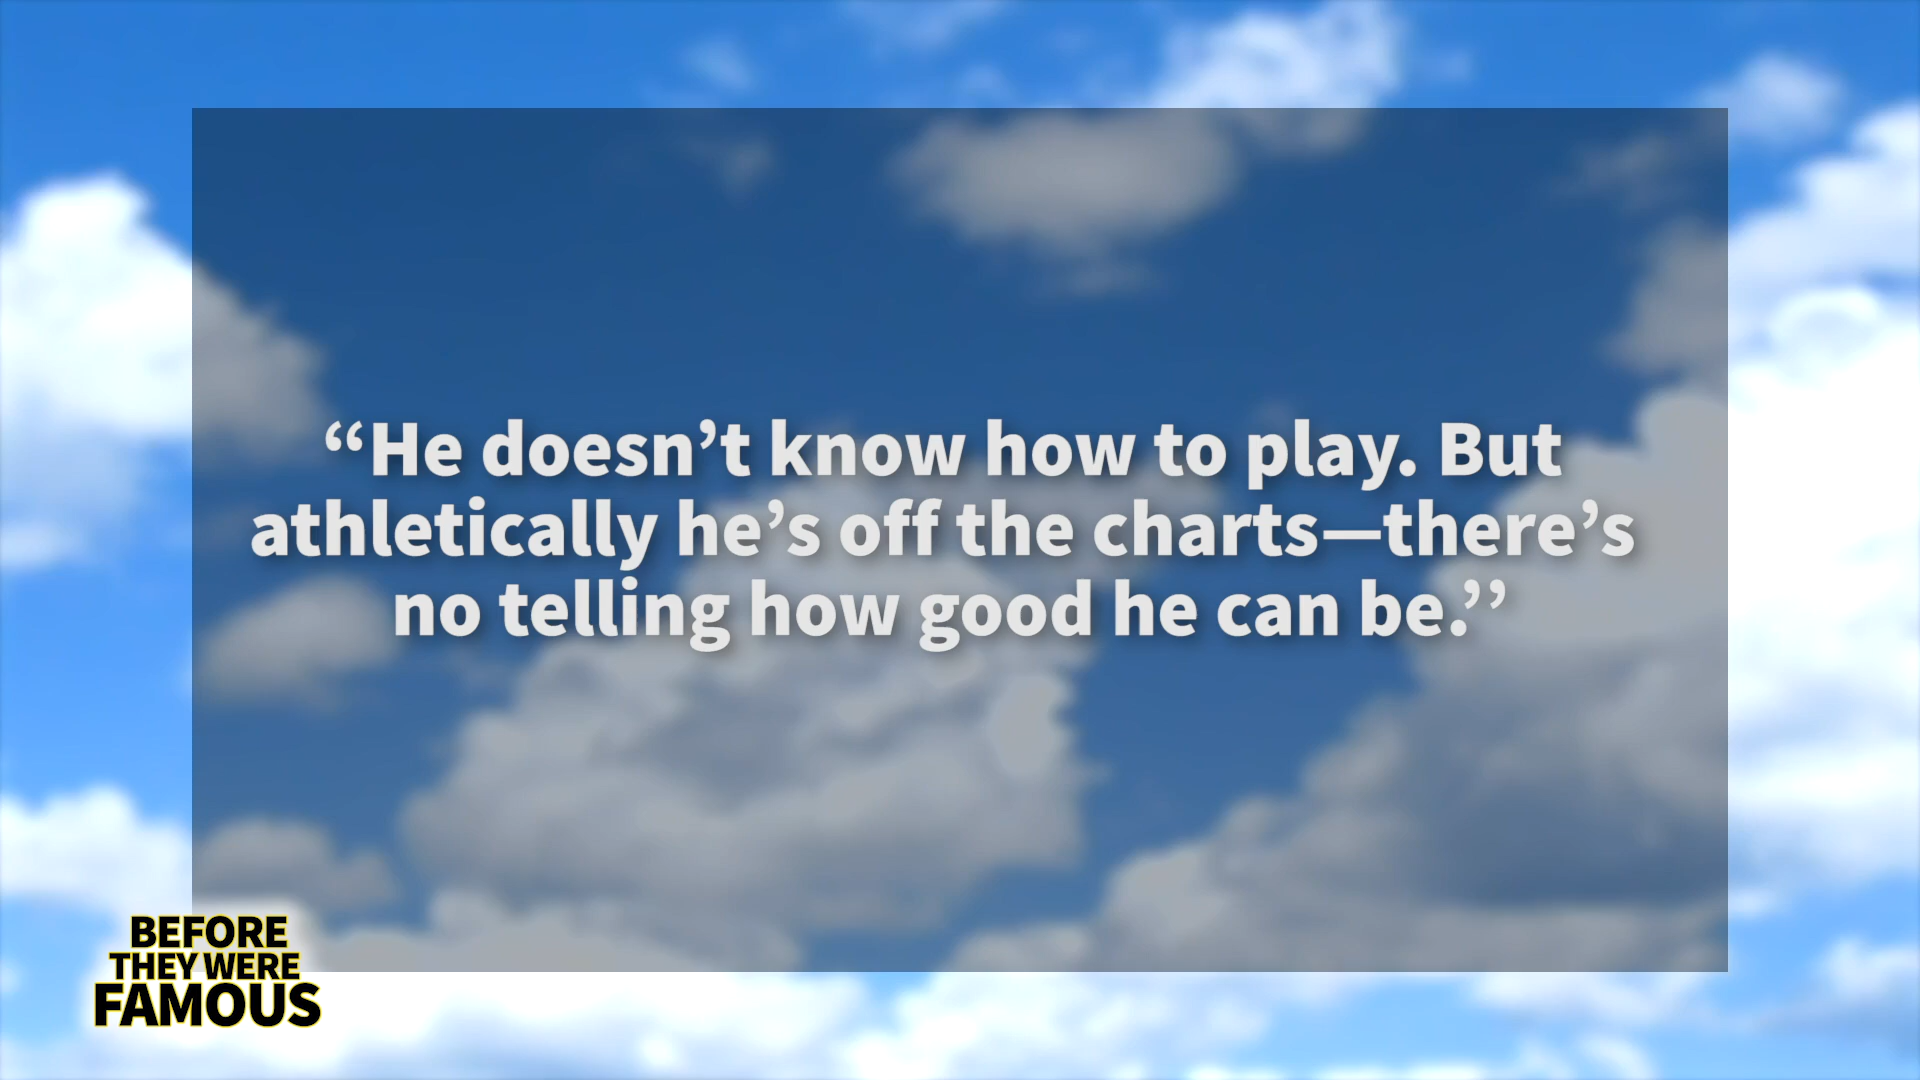 “He doesn’t know how to play. But
athletically he’s off the charts—there’s
no telling how good he can be.’’
BEFORE
THEY WERE
FAMOUS